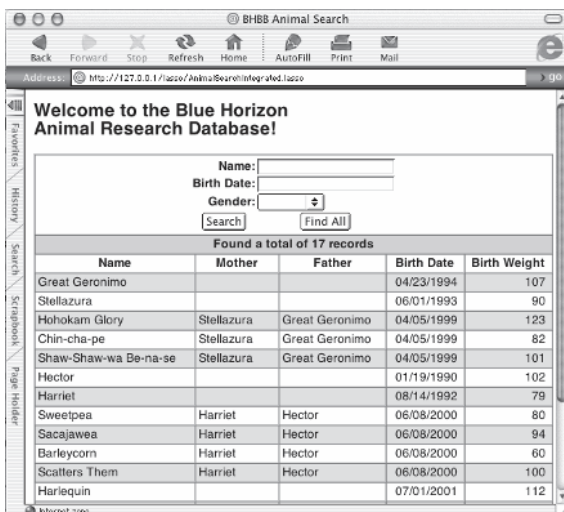 BHBB Animal Search
Back Forward Stop Refresh Home AutoFill Print Mail
Address: http://127.0.0.1/lasso/AnimalSearchIntegrated.lasso go
Favorites
History
Search
Scrapbook
Page Holder
Welcome to the Blue Horizon
Animal Research Database!
Name:
Birth Date:
Gender:
Search Find All
Found a total of 17 records
Name Mother Father Birth Date Birth Weight
Great Geronimo 04/23/1994 107
Stellazura 06/01/1993 90
Hohokam Glory Stellazura Great Geronimo 04/05/1999 123
Chin-cha-pe Stellazura Great Geronimo 04/05/1999 82
Shaw-Shaw-wa Be-na-se Stellazura Great Geronimo 04/05/1999 101
Hector 01/19/1990 102
Harriet 08/14/1992 79
Sweetpea Harriet Hector 06/08/2000 80
Sacajawea Harriet Hector 06/08/2000 94
Barleycorn Harriet Hector 06/08/2000 60
Scatters Them Harriet Hector 06/08/2000 100
Harlequin 07/01/2001 112
Internet zone